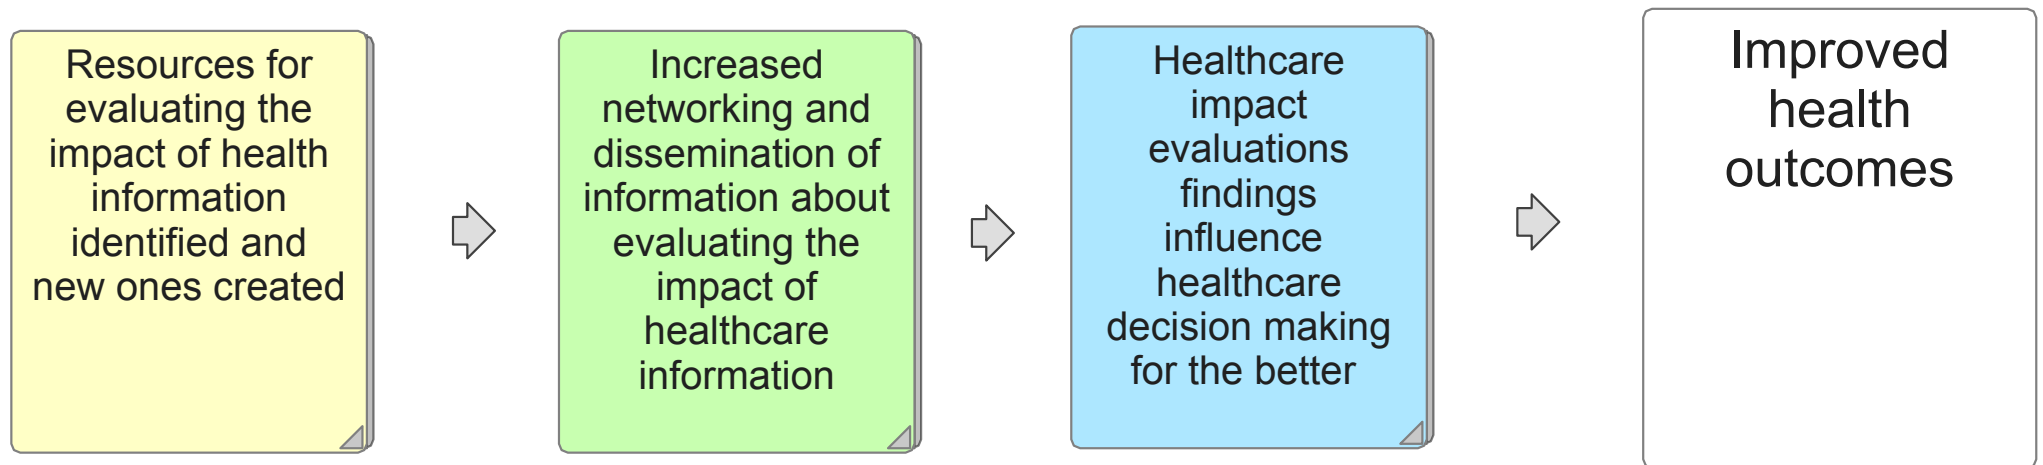 Resources for
evaluating the
impact of health
information
identified and
new ones created
Increased
networking and
dissemination of
information about
evaluating the
impact of
healthcare
information
Healthcare
impact
evaluations
findings
influence
healthcare
decision making
for the better
Improved
health
outcomes